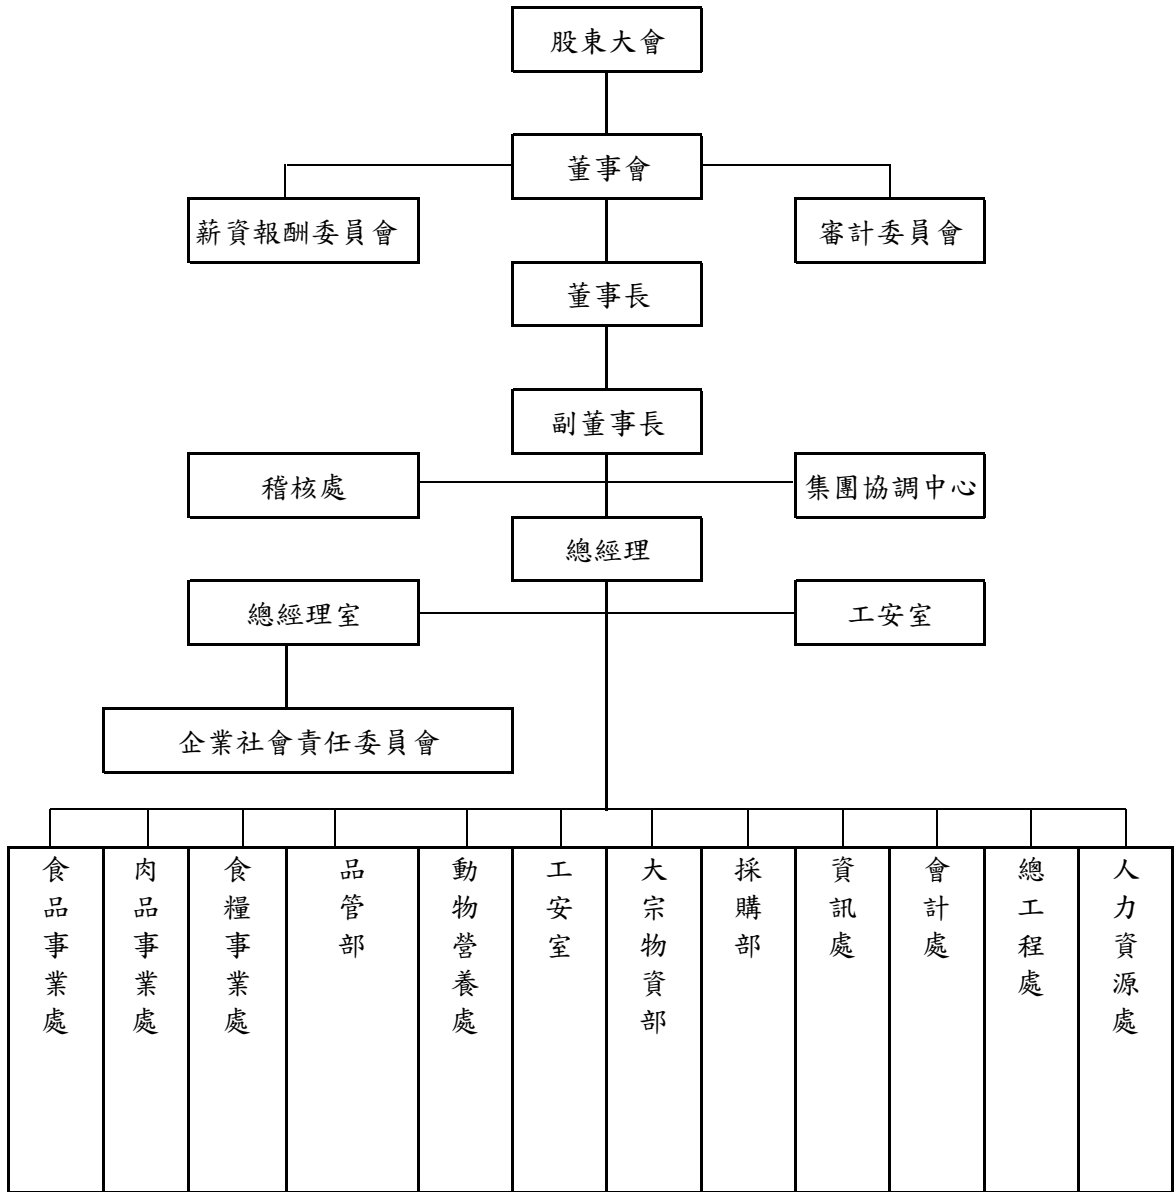 股東大會
董事會
薪資報酬委員會
審計委員會
董事長
副董事長
稽核處
集團協調中心
總經理
總經理室
工安室
企業社會責任委員會
食品事業處
肉品事業處
食糧事業處
品管部
動物營養處
工安室
大宗物資部
採購部
資訊處
會計處
總工程處
人力資源處